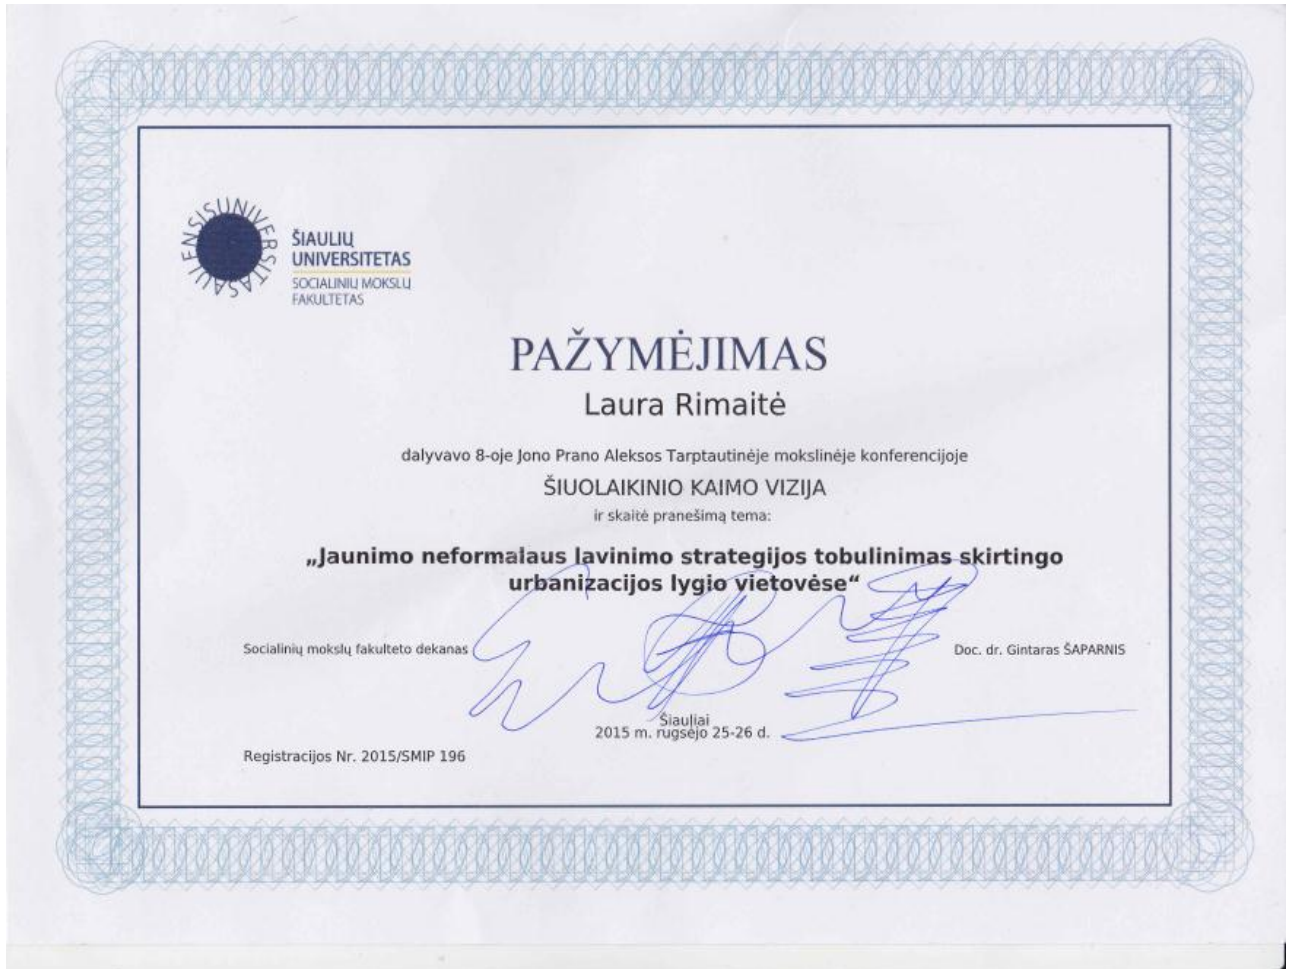 SAULENSIS UNIVERSITAS
ŠIAULIŲ
UNIVERSITETAS
SOCIALINIŲ MOKSLŲ
FAKULTETAS
PAŽYMĖJIMAS
Laura Rimaitė
dalyvavo 8-oje Jono Prano Aleksos Tarptautinėje mokslinėje konferencijoje
ŠIUOLAIKINIO KAIMO VIZIJA
ir skaitė pranešimą tema:
„Jaunimo neformalaus lavinimo strategijos tobulinimas skirtingo
urbanizacijos lygio vietovėse“
Socialinių mokslų fakulteto dekanas
Doc. dr. Gintaras ŠAPARNIS
Šiauliai
2015 m. rugsėjo 25-26 d.
Registracijos Nr. 2015/SMIP 196